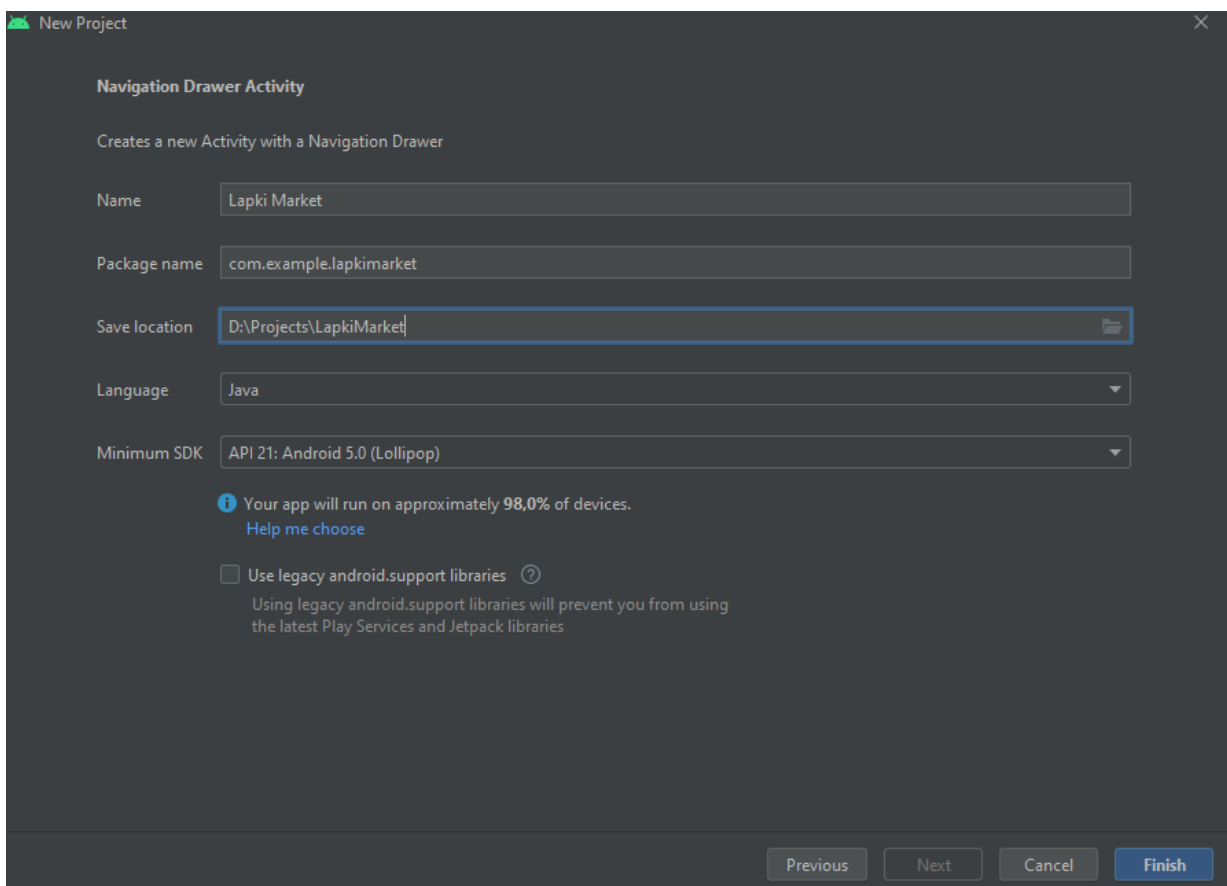 New Project
Navigation Drawer Activity
Creates a new Activity with a Navigation Drawer
Name Lapki Market
Package name com.example.lapkimarket
Save location D:\Projects\LapkiMarket
Language Java
Minimum SDK API 21: Android 5.0 (Lollipop)
Your app will run on approximately 98,0% of devices.
Help me choose
Use legacy android.support libraries ?
Using legacy android.support libraries will prevent you from using
the latest Play Services and Jetpack libraries
Previous Next Cancel Finish